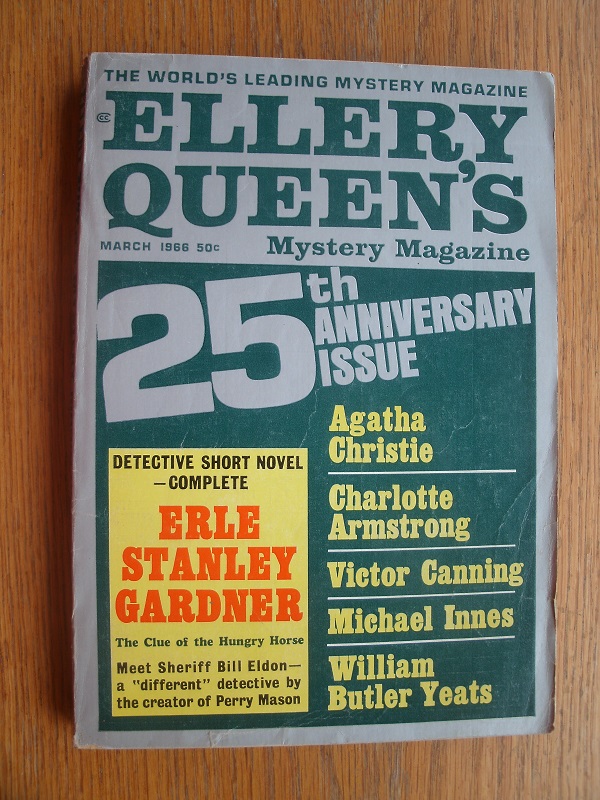 THE WORLD'S LEADING MYSTERY MAGAZINE
CC
ELLERY
QUEEN'S
MARCH 1966 50c
Mystery Magazine
25th
ANNIVERSARY
ISSUE
Agatha
Christie
Charlotte
Armstrong
Victor Canning
Michael Innes
William
Butler Yeats
DETECTIVE SHORT NOVEL
—COMPLETE
ERLE
STANLEY
GARDNER
The Clue of the Hungry Horse
Meet Sheriff Bill Eldon—
a "different" detective by
the creator of Perry Mason